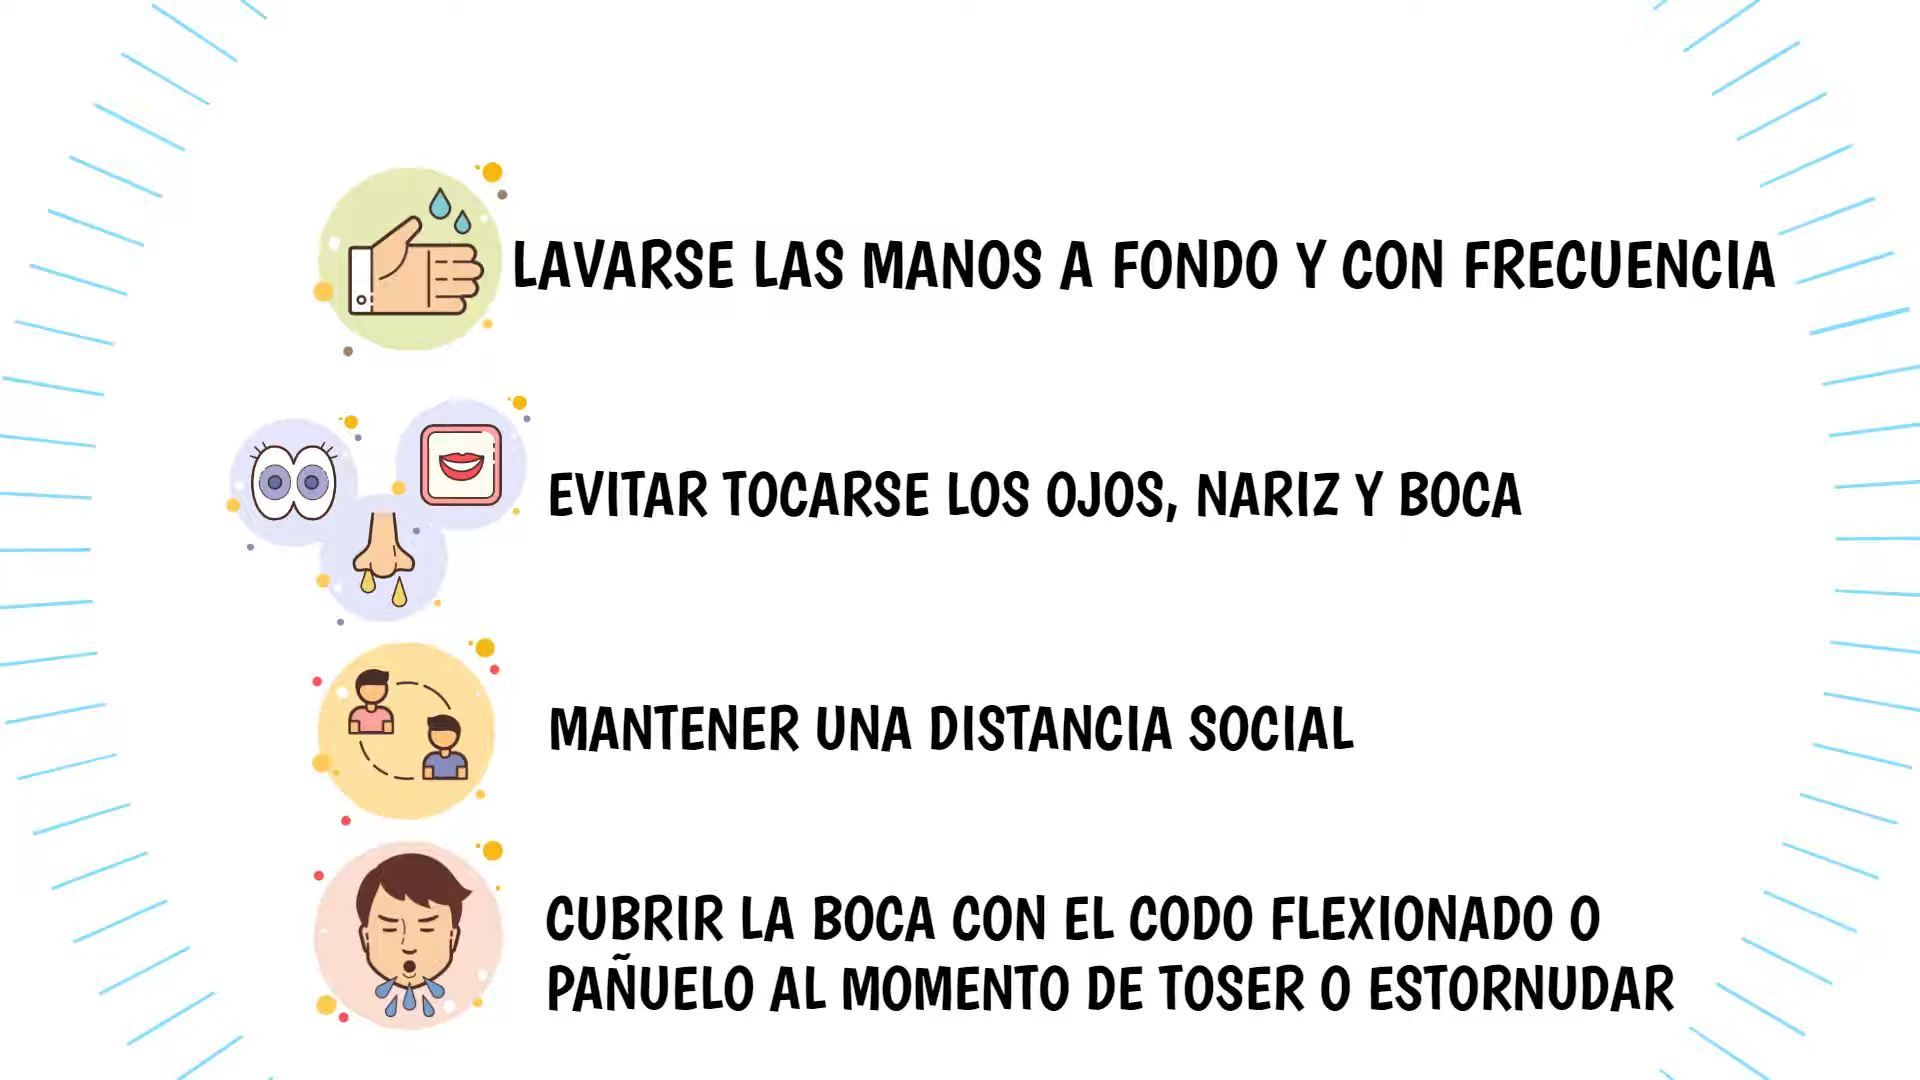 LAVARSE LAS MANOS A FONDO Y CON FRECUENCIA
EVITAR TOCARSE LOS OJOS, NARIZ Y BOCA
MANTENER UNA DISTANCIA SOCIAL
CUBRIR LA BOCA CON EL CODO FLEXIONADO O
PAÑUELO AL MOMENTO DE TOSER O ESTORNUDAR